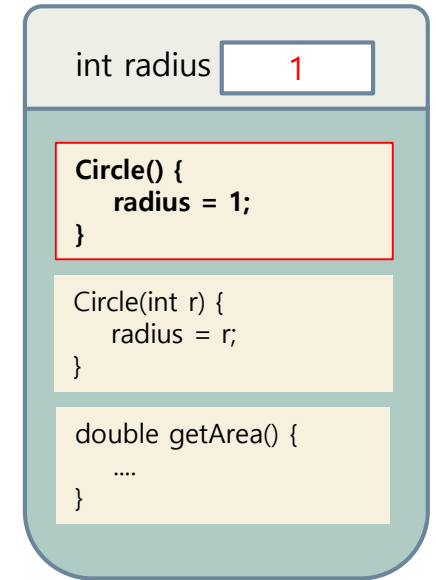 int radius 1
Circle() {
radius = 1;
}
Circle(int r) {
radius = r;
}
double getArea() {
....
}